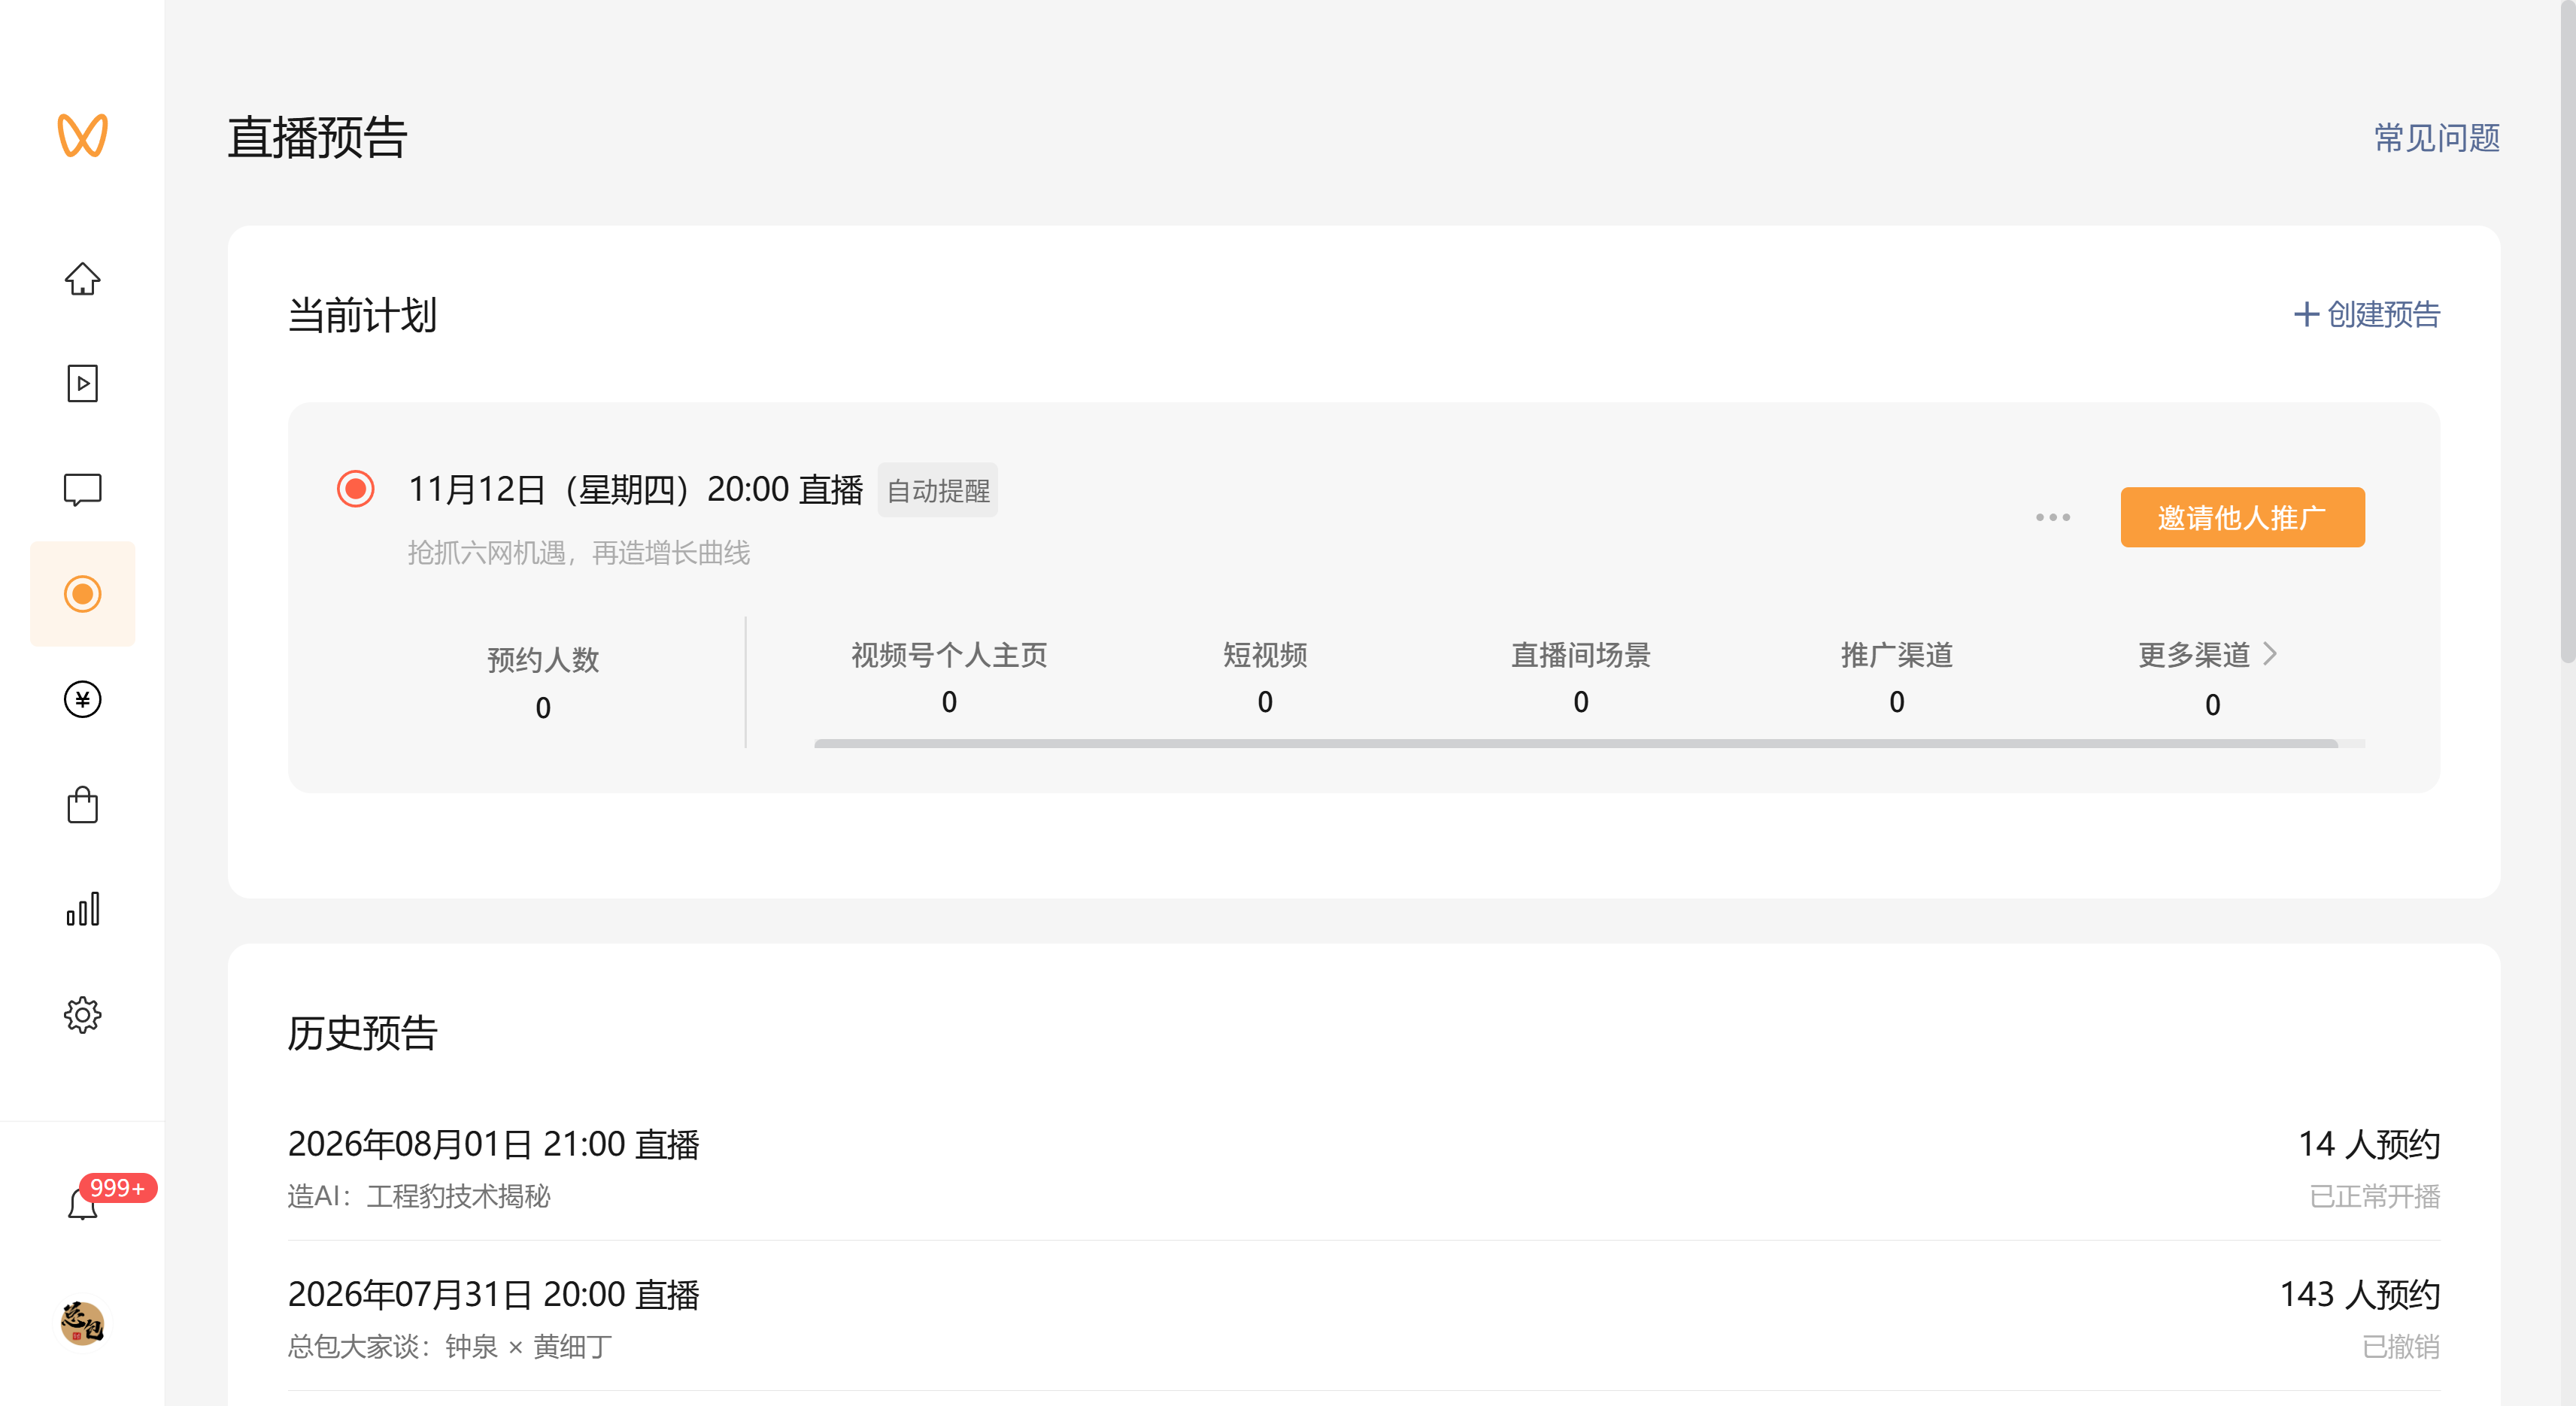 直播预告
常见问题
当前计划
创建预告
11月12日（星期四）20:00 直播 自动提醒
抢抓六网机遇，再造增长曲线
邀请他人推广
预约人数
0
视频号个人主页
0
短视频
0
直播间场景
0
推广渠道
0
更多渠道
0
历史预告
2026年08月01日 21:00 直播
14 人预约
造AI：工程豹技术揭秘
已正常开播
2026年07月31日 20:00 直播
143 人预约
总包大家谈：钟泉 × 黄细丁
已撤销
999+
总包